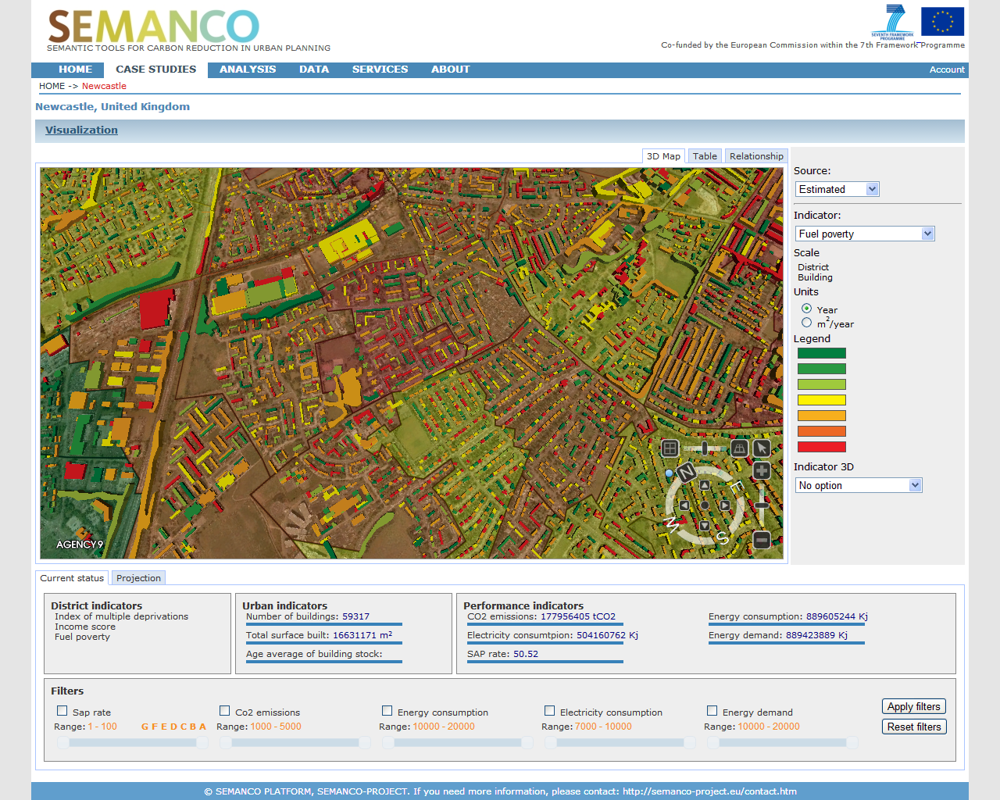 SEMANCO
SEMANTIC TOOLS FOR CARBON REDUCTION IN URBAN PLANNING
SEVENTH FRAMEWORK
PROGRAMME
Co-funded by the European Commission within the 7th Framework Programme
HOME CASE STUDIES ANALYSIS DATA SERVICES ABOUT Account
HOME -> Newcastle
Newcastle, United Kingdom
Visualization
3D Map Table Relationship
Source:
Estimated
Indicator:
Fuel poverty
Scale
District
Building
Units
Year
m²/year
Legend
Indicator 3D
No option
N
E
S
W
AGENCY9
Current status Projection
District indicators
Index of multiple deprivations
Income score
Fuel poverty
Urban indicators
Number of buildings: 59317
Total surface built: 16631171 m²
Age average of building stock:
Performance indicators
CO2 emissions: 177956405 tCO2
Energy consumption: 889605244 Kj
Electricity consumtpion: 504160762 Kj
Energy demand: 889423889 Kj
SAP rate: 50.52
Filters
Sap rate
Range: 1 - 100 G F E D C B A
Co2 emissions
Range: 1000 - 5000
Energy consumption
Range: 10000 - 20000
Electricity consumption
Range: 7000 - 10000
Energy demand
Range: 10000 - 20000
Apply filters
Reset filters
© SEMANCO PLATFORM, SEMANCO-PROJECT. If you need more information, please contact: http://semanco-project.eu/contact.htm